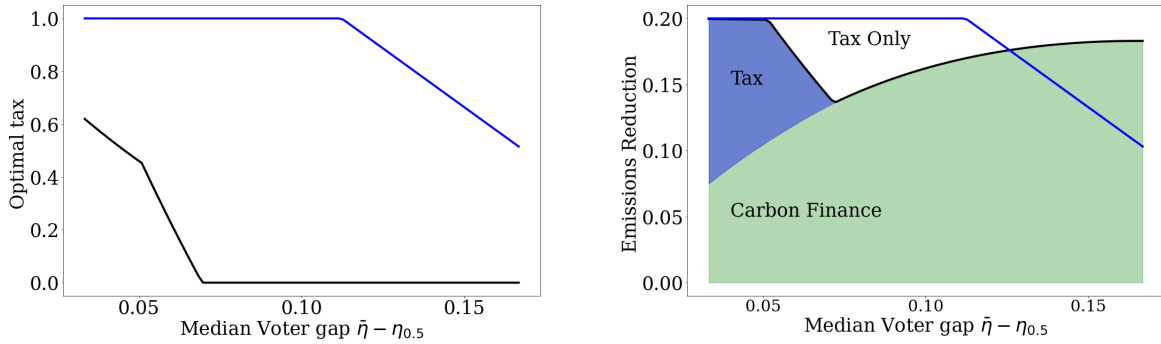 1.0
0.8
0.6
0.4
0.2
0.0
Optimal tax
0.05
0.10
0.15
Median Voter gap η̄ − η₀.₅
0.20
0.15
0.10
0.05
0.00
Emissions Reduction
Tax Only
Tax
Carbon Finance
0.05
0.10
0.15
Median Voter gap η̄ − η₀.₅